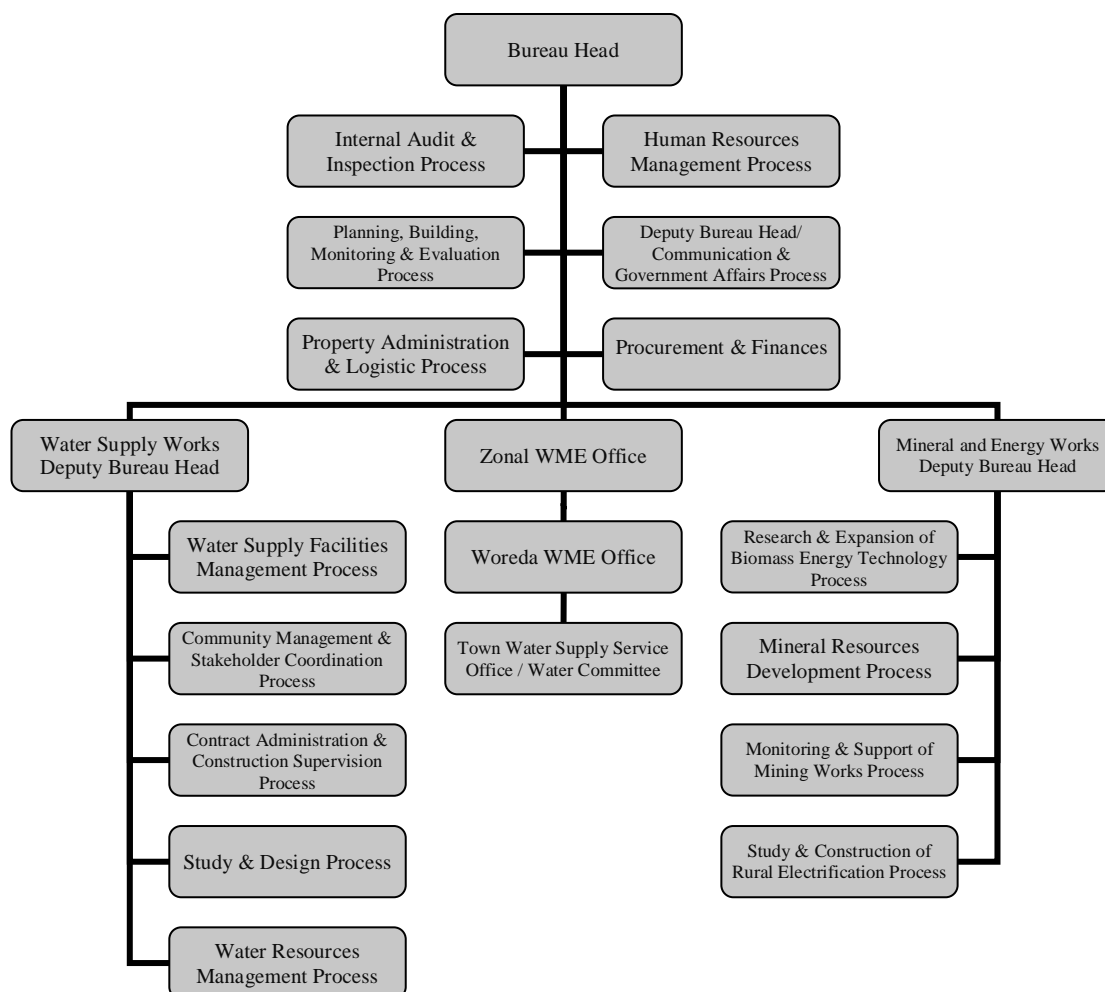 Bureau Head
Internal Audit &
Inspection Process
Human Resources
Management Process
Planning, Building,
Monitoring & Evaluation
Process
Deputy Bureau Head/
Communication &
Government Affairs Process
Property Administration
& Logistic Process
Procurement & Finances
Water Supply Works
Deputy Bureau Head
Zonal WME Office
Mineral and Energy Works
Deputy Bureau Head
Water Supply Facilities
Management Process
Community Management &
Stakeholder Coordination
Process
Contract Administration &
Construction Supervision
Process
Study & Design Process
Water Resources
Management Process
Woreda WME Office
Town Water Supply Service
Office / Water Committee
Research & Expansion of
Biomass Energy Technology
Process
Mineral Resources
Development Process
Monitoring & Support of
Mining Works Process
Study & Construction of
Rural Electrification Process